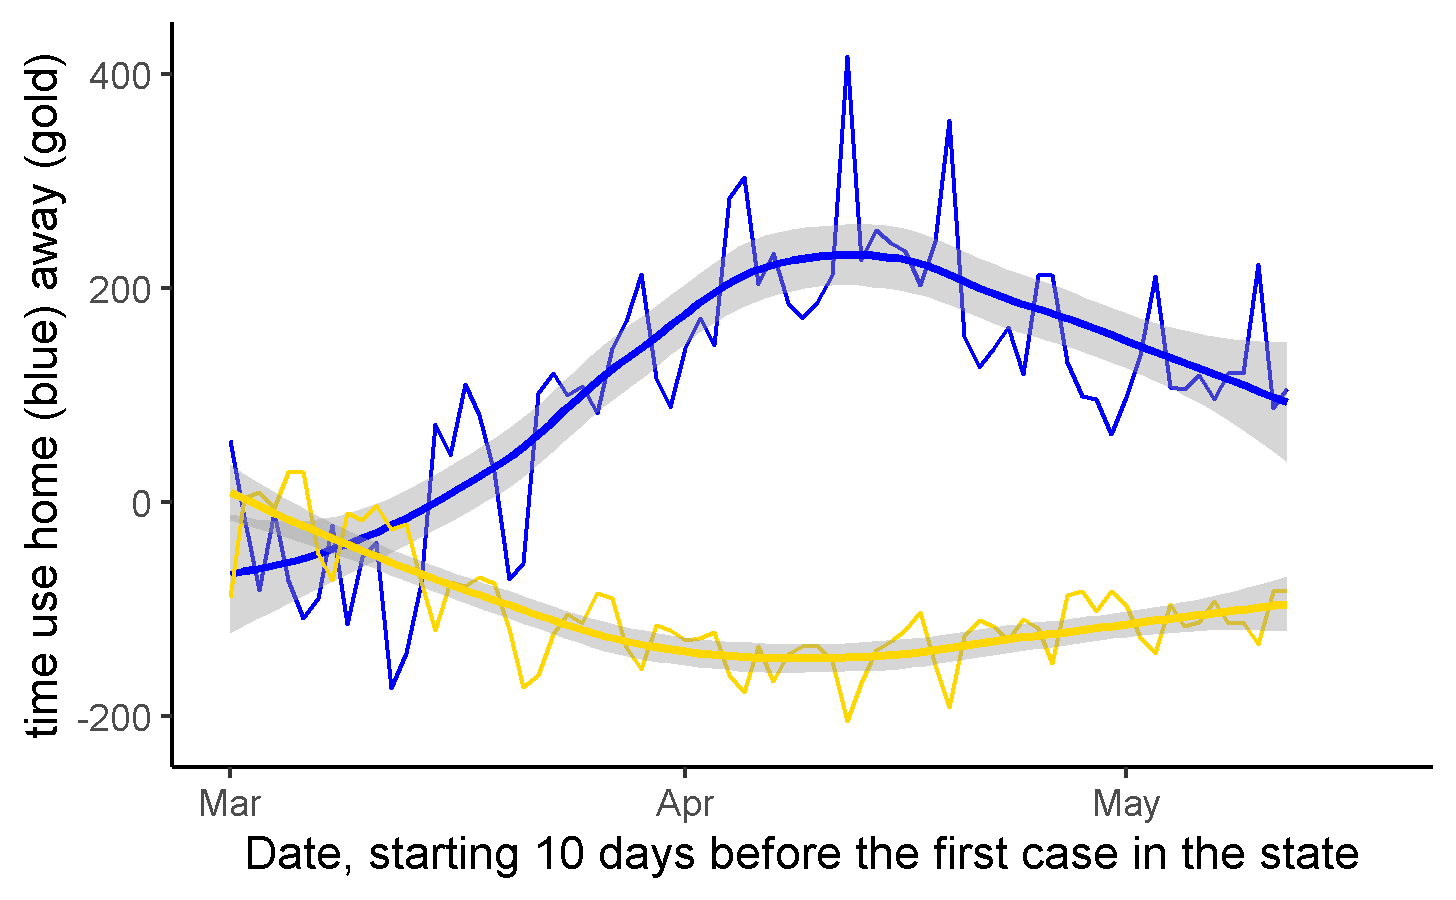 time use home (blue) away (gold)
400
200
0
-200
Mar
Apr
May
Date, starting 10 days before the first case in the state